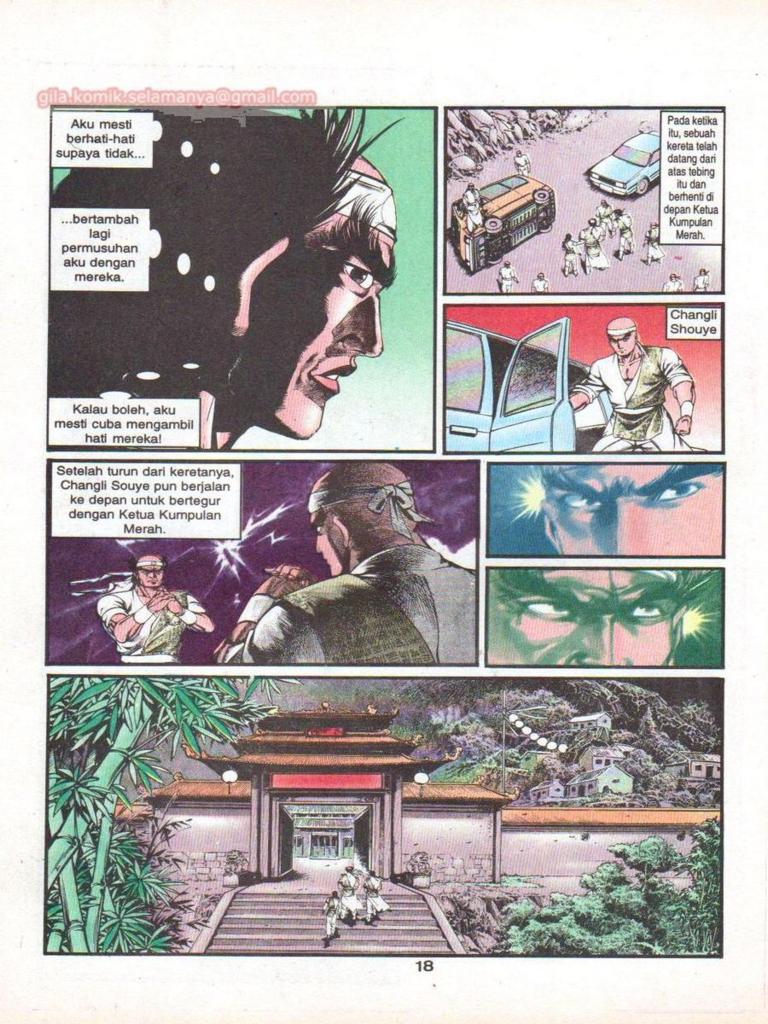 gila.komik.selamanya@gmail.com
Aku mesti
berhati-hati
supaya tidak...
...bertambah
lagi
permusuhan
aku dengan
mereka.
Kalau boleh, aku
mesti cuba mengambil
hati mereka!
Pada ketika
itu, sebuah
kereta telah
datang dari
atas tebing
itu dan
berhenti di
depan Ketua
Kumpulan
Merah.
Changli
Shouye
Setelah turun dari keretanya,
Changli Souye pun berjalan
ke depan untuk bertegur
dengan Ketua Kumpulan
Merah.
18